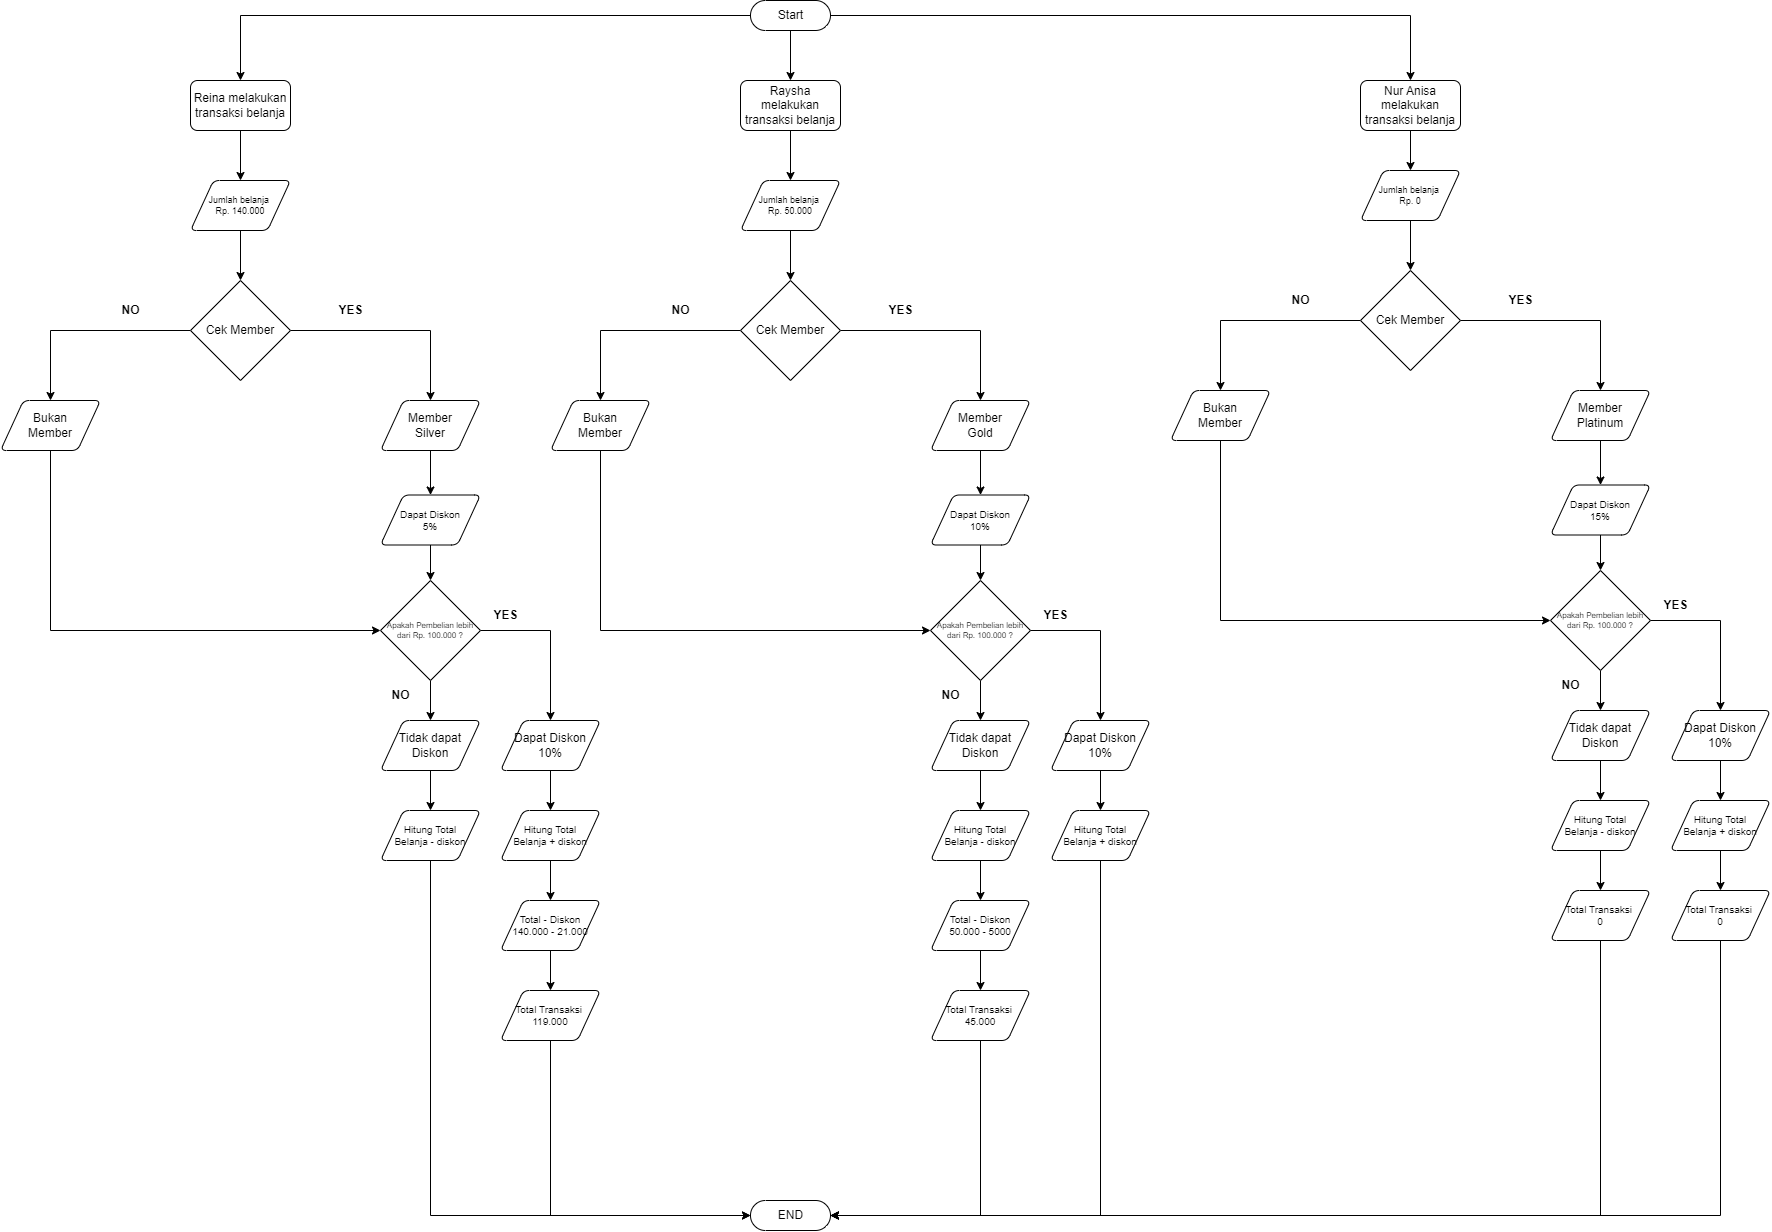 Start
Reina melakukan
transaksi belanja
Raysha
melakukan
transaksi belanja
Nur Anisa
melakukan
transaksi belanja
Jumlah belanja
Rp. 140.000
Jumlah belanja
Rp. 50.000
Jumlah belanja
Rp. 0
NO
Cek Member
YES
NO
Cek Member
YES
NO
Cek Member
YES
Bukan
Member
Member
Silver
Bukan
Member
Member
Gold
Bukan
Member
Member
Platinum
Dapat Diskon
5%
Dapat Diskon
10%
Dapat Diskon
15%
Apakah Pembelian lebih
dari Rp. 100.000 ?
YES
NO
Apakah Pembelian lebih
dari Rp. 100.000 ?
YES
NO
Apakah Pembelian lebih
dari Rp. 100.000 ?
YES
NO
Tidak dapat
Diskon
Dapat Diskon
10%
Tidak dapat
Diskon
Dapat Diskon
10%
Tidak dapat
Diskon
Dapat Diskon
10%
Hitung Total
Belanja - diskon
Hitung Total
Belanja + diskon
Hitung Total
Belanja - diskon
Hitung Total
Belanja + diskon
Hitung Total
Belanja - diskon
Hitung Total
Belanja + diskon
Total - Diskon
140.000 - 21.000
Total - Diskon
50.000 - 5000
Total Transaksi
0
Total Transaksi
0
Total Transaksi
119.000
Total Transaksi
45.000
END